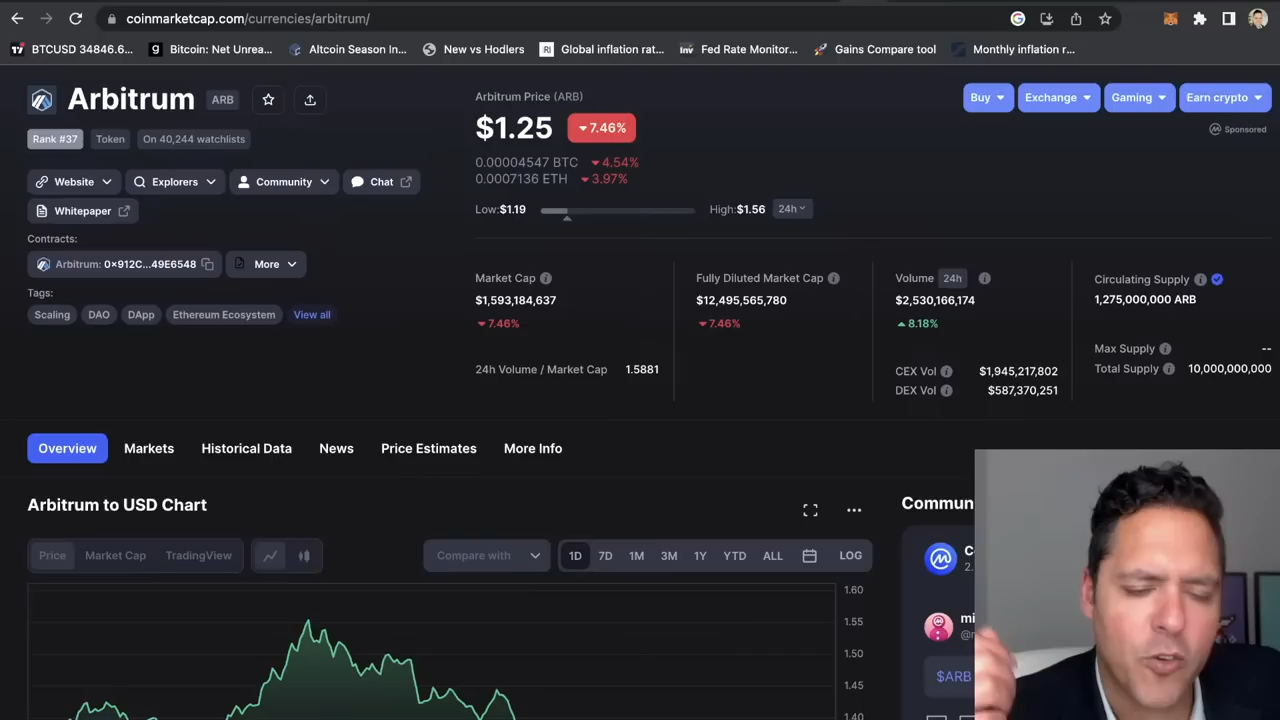 coinmarketcap.com/currencies/arbitrum/
BTCUSD 34846.6...
Bitcoin: Net Unrea...
Altcoin Season In...
New vs Hodlers
Global inflation rat...
Fed Rate Monitor...
Gains Compare tool
Monthly inflation r...
Arbitrum
ARB
Rank #37
Token
On 40,244 watchlists
Website
Explorers
Community
Chat
Whitepaper
Contracts:
Arbitrum: 0x912C...49E6548
More
Tags:
Scaling
DAO
DApp
Ethereum Ecosystem
View all
Arbitrum Price (ARB)
$1.25
7.46%
0.00004547 BTC 4.54%
0.0007136 ETH 3.97%
Low:$1.19
High:$1.56
24h
Buy
Exchange
Gaming
Earn crypto
Sponsored
Market Cap
$1,593,184,637
7.46%
24h Volume / Market Cap 1.5881
Fully Diluted Market Cap
$12,495,565,780
7.46%
Volume 24h
$2,530,166,174
8.18%
CEX Vol $1,945,217,802
DEX Vol $587,370,251
Circulating Supply
1,275,000,000 ARB
Max Supply --
Total Supply 10,000,000,000
Overview
Markets
Historical Data
News
Price Estimates
More Info
Arbitrum to USD Chart
Price
Market Cap
TradingView
Compare with
1D
7D
1M
3M
1Y
YTD
ALL
LOG
1.60
1.55
1.50
1.45
1.40
Commun
C
2.
mi
@
$ARB